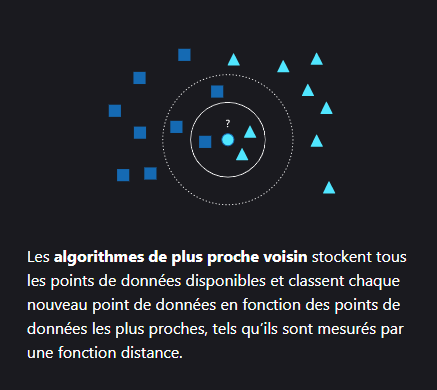 ?
Les algorithmes de plus proche voisin stockent tous
les points de données disponibles et classent chaque
nouveau point de données en fonction des points de
données les plus proches, tels qu'ils sont mesurés par
une fonction distance.